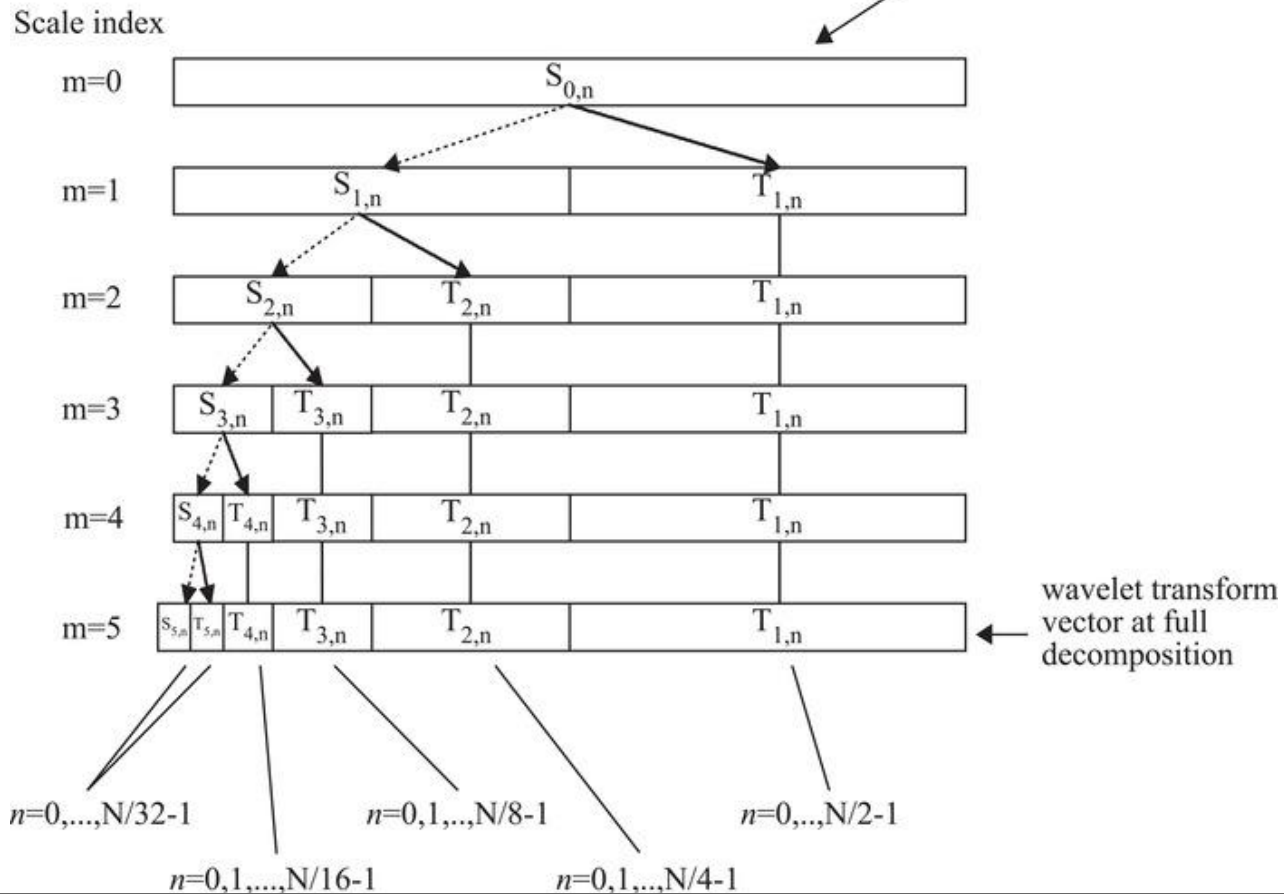 Scale index
m=0
S0,n
m=1
S1,n
T1,n
m=2
S2,n
T2,n
T1,n
m=3
S3,n
T3,n
T2,n
T1,n
m=4
S4,n
T4,n
T3,n
T2,n
T1,n
m=5
S5,n
T5,n
T4,n
T3,n
T2,n
T1,n
wavelet transform
vector at full
decomposition
n=0,...,N/32-1
n=0,1,..,N/8-1
n=0,..,N/2-1
n=0,1,...,N/16-1
n=0,1,..,N/4-1